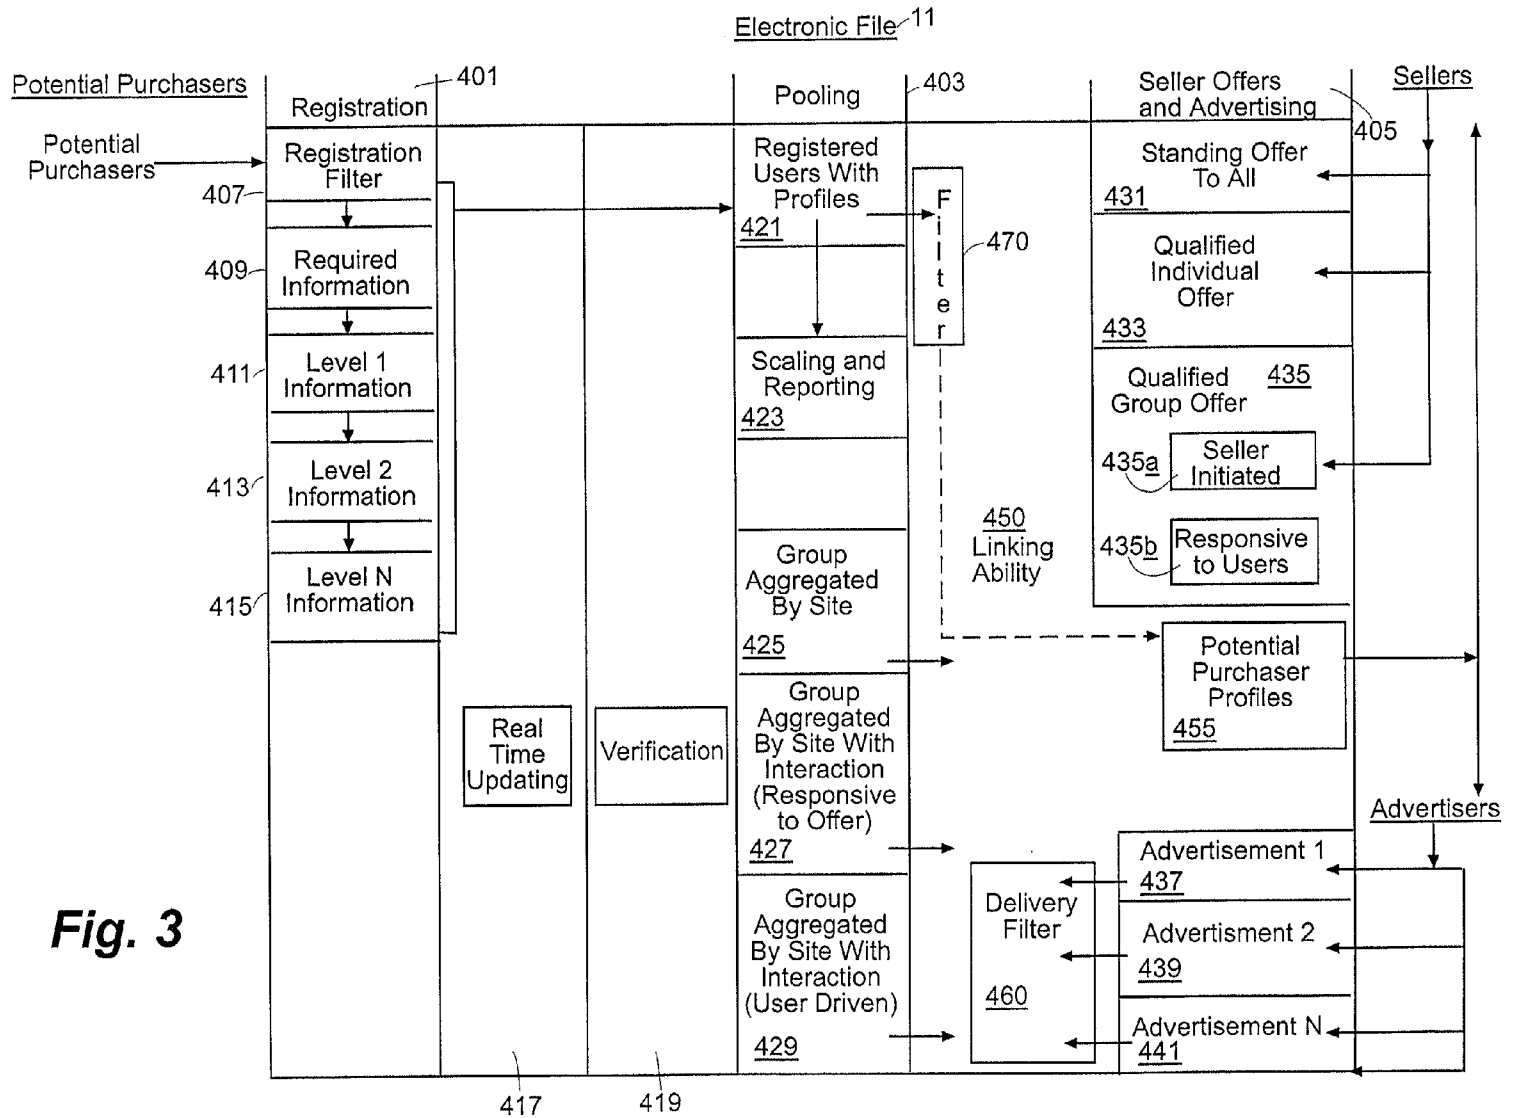 Electronic File 11
Potential Purchasers
Registration
401
Pooling
403
Seller Offers
and Advertising
405
Sellers
Potential
Purchasers
Registration
Filter
407
Required
Information
409
Level 1
Information
411
Level 2
Information
413
Level N
Information
415
Real
Time
Updating
417
Verification
419
Registered
Users With
Profiles
421
Scaling and
Reporting
423
Group
Aggregated
By Site
425
Group
Aggregated
By Site With
Interaction
(Responsive
to Offer)
427
Group
Aggregated
By Site With
Interaction
(User Driven)
429
Filter
470
450
Linking
Ability
Delivery
Filter
460
Standing Offer
To All
431
Qualified
Individual
Offer
433
Qualified 435
Group Offer
435a
Seller
Initiated
435b
Responsive
to Users
Potential
Purchaser
Profiles
455
Advertisers
Advertisement 1
437
Advertisment 2
439
Advertisement N
441
Fig. 3